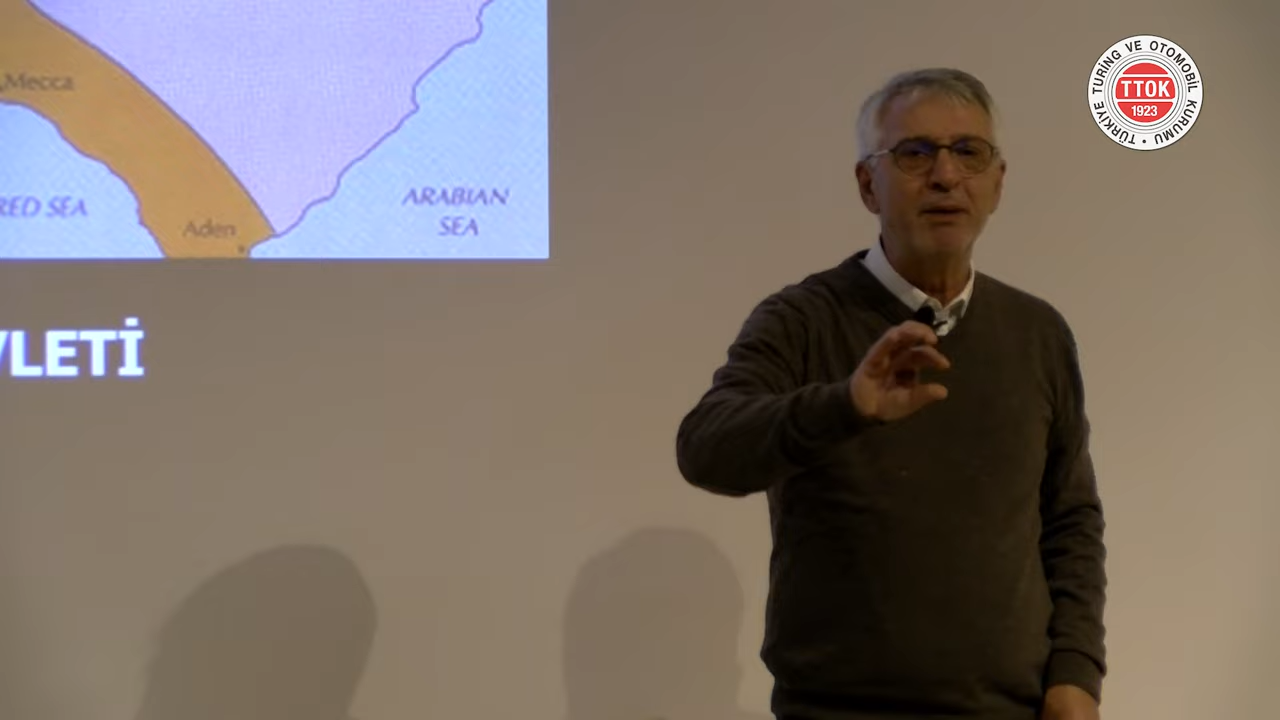 Mecca
RED SEA
Aden
ARABIAN
SEA
VLETİ
TÜRKİYE TURİNG VE OTOMOBİL KURUMU
TTOK
1923